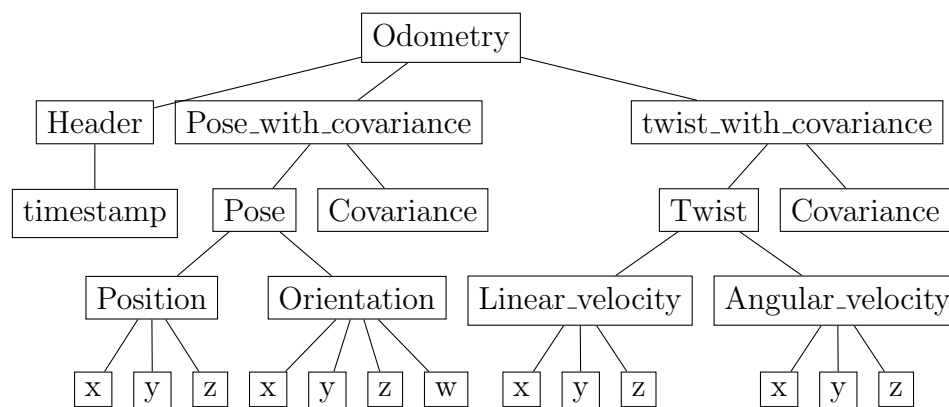 Odometry
Header Pose_with_covariance twist_with_covariance
timestamp Pose Covariance Twist Covariance
Position Orientation Linear_velocity Angular_velocity
x y z x y z w x y z x y z